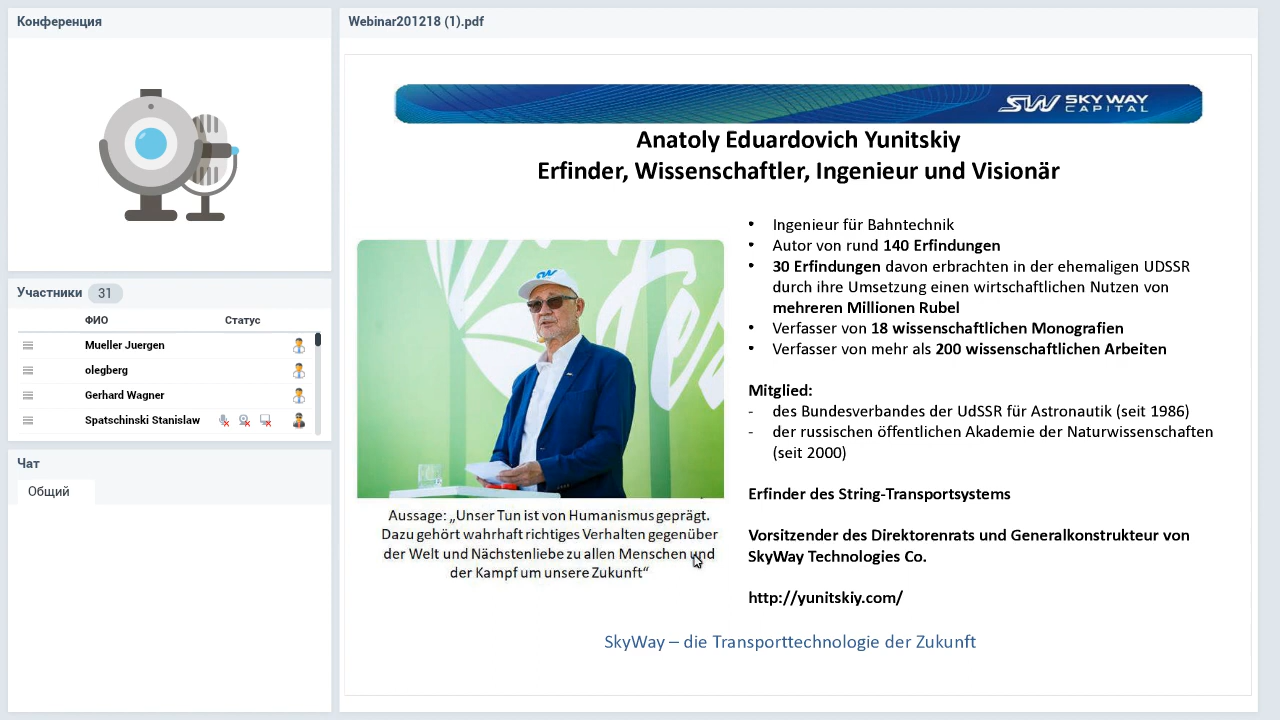 Конференция
Участники 31
ФИО Статус
Mueller Juergen
olegberg
Gerhard Wagner
Spatschinski Stanislaw
Чат
Общий
Webinar201218 (1).pdf
SW SKY WAY
CAPITAL
Anatoly Eduardovich Yunitskiy
Erfinder, Wissenschaftler, Ingenieur und Visionär
Aussage: „Unser Tun ist von Humanismus geprägt.
Dazu gehört wahrhaft richtiges Verhalten gegenüber
der Welt und Nächstenliebe zu allen Menschen und
der Kampf um unsere Zukunft“
• Ingenieur für Bahntechnik
• Autor von rund 140 Erfindungen
• 30 Erfindungen davon erbrachten in der ehemaligen UDSSR
durch ihre Umsetzung einen wirtschaftlichen Nutzen von
mehreren Millionen Rubel
• Verfasser von 18 wissenschaftlichen Monografien
• Verfasser von mehr als 200 wissenschaftlichen Arbeiten
Mitglied:
- des Bundesverbandes der UdSSR für Astronautik (seit 1986)
- der russischen öffentlichen Akademie der Naturwissenschaften
(seit 2000)
Erfinder des String-Transportsystems
Vorsitzender des Direktorenrats und Generalkonstrukteur von
SkyWay Technologies Co.
http://yunitskiy.com/
SkyWay – die Transporttechnologie der Zukunft